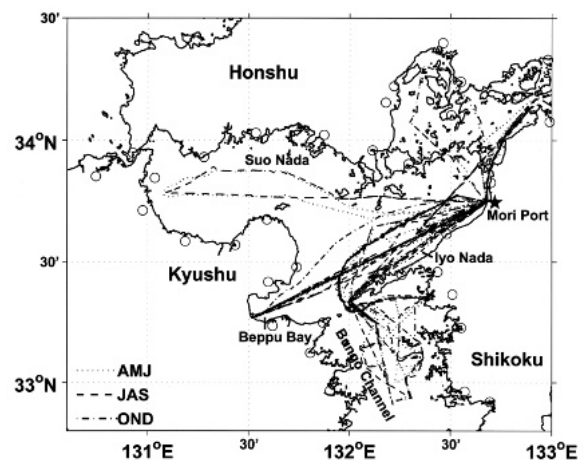 30'
Honshu
34°N
Suo Nada
Mori Port
30'
Iyo Nada
Kyushu
Beppu Bay
Bango Channel
Shikoku
33°N
AMJ
JAS
OND
131°E
30'
132°E
30'
133°E